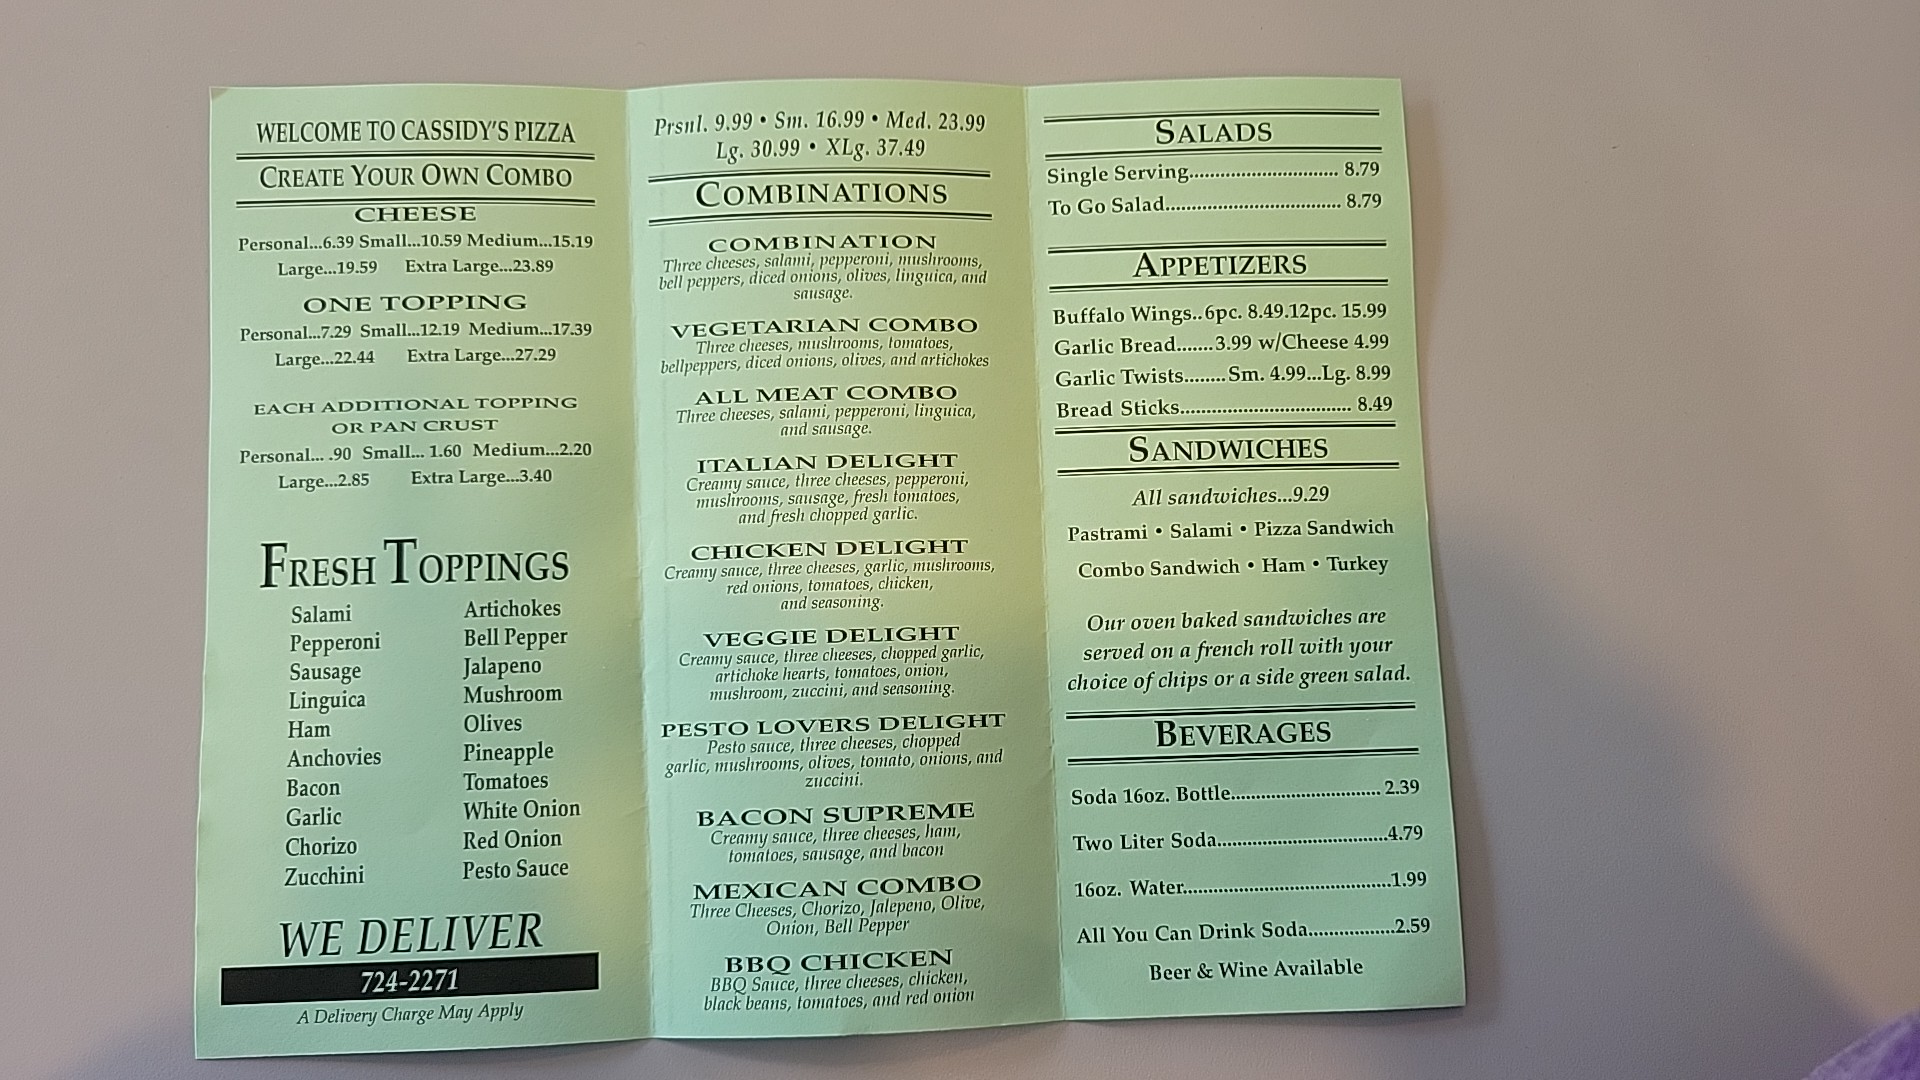 WELCOME TO CASSIDY'S PIZZA
CREATE YOUR OWN COMBO
CHEESE
Personal...6.39 Small...10.59 Medium...15.19
Large...19.59 Extra Large...23.89
ONE TOPPING
Personal...7.29 Small...12.19 Medium...17.39
Large...22.44 Extra Large...27.29
EACH ADDITIONAL TOPPING
OR PAN CRUST
Personal... .90 Small... 1.60 Medium...2.20
Large...2.85 Extra Large...3.40
FRESH TOPPINGS
Salami
Pepperoni
Sausage
Linguica
Ham
Anchovies
Bacon
Garlic
Chorizo
Zucchini
Artichokes
Bell Pepper
Jalapeno
Mushroom
Olives
Pineapple
Tomatoes
White Onion
Red Onion
Pesto Sauce
WE DELIVER
724-2271
A Delivery Charge May Apply
Prsnl. 9.99 • Sm. 16.99 • Med. 23.99
Lg. 30.99 • XLg. 37.49
COMBINATIONS
COMBINATION
Three cheeses, salami, pepperoni, mushrooms,
bell peppers, diced onions, olives, linguica, and
sausage.
VEGETARIAN COMBO
Three cheeses, mushrooms, tomatoes,
bellpeppers, diced onions, olives, and artichokes
ALL MEAT COMBO
Three cheeses, salami, pepperoni, linguica,
and sausage.
ITALIAN DELIGHT
Creamy sauce, three cheeses, pepperoni,
mushrooms, sausage, fresh tomatoes,
and fresh chopped garlic.
CHICKEN DELIGHT
Creamy sauce, three cheeses, garlic, mushrooms,
red onions, tomatoes, chicken,
and seasoning.
VEGGIE DELIGHT
Creamy sauce, three cheeses, chopped garlic,
artichoke hearts, tomatoes, onion,
mushroom, zuccini, and seasoning.
PESTO LOVERS DELIGHT
Pesto sauce, three cheeses, chopped
garlic, mushrooms, olives, tomato, onions, and
zuccini.
BACON SUPREME
Creamy sauce, three cheeses, ham,
tomatoes, sausage, and bacon
MEXICAN COMBO
Three Cheeses, Chorizo, Jalepeno, Olive,
Onion, Bell Pepper
BBQ CHICKEN
BBQ Sauce, three cheeses, chicken,
black beans, tomatoes, and red onion
SALADS
Single Serving............................. 8.79
To Go Salad.................................. 8.79
APPETIZERS
Buffalo Wings..6pc. 8.49.12pc. 15.99
Garlic Bread.......3.99 w/Cheese 4.99
Garlic Twists........Sm. 4.99...Lg. 8.99
Bread Sticks................................. 8.49
SANDWICHES
All sandwiches...9.29
Pastrami • Salami • Pizza Sandwich
Combo Sandwich • Ham • Turkey
Our oven baked sandwiches are
served on a french roll with your
choice of chips or a side green salad.
BEVERAGES
Soda 16oz. Bottle............................. 2.39
Two Liter Soda.................................4.79
16oz. Water........................................1.99
All You Can Drink Soda.................2.59
Beer & Wine Available